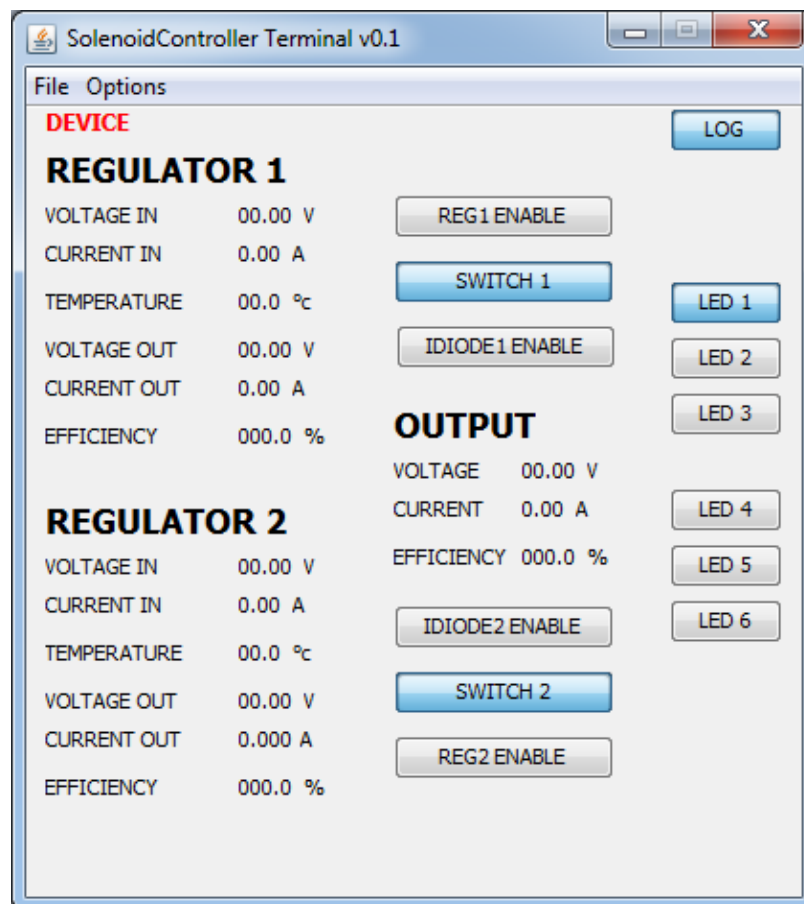 SolenoidController Terminal v0.1
File Options
DEVICE
LOG
REGULATOR 1
VOLTAGE IN 00.00 V
CURRENT IN 0.00 A
TEMPERATURE 00.0 °c
VOLTAGE OUT 00.00 V
CURRENT OUT 0.00 A
EFFICIENCY 000.0 %
REG1 ENABLE
SWITCH 1
IDIODE1 ENABLE
LED 1
LED 2
LED 3
OUTPUT
VOLTAGE 00.00 V
CURRENT 0.00 A
EFFICIENCY 000.0 %
LED 4
LED 5
LED 6
REGULATOR 2
VOLTAGE IN 00.00 V
CURRENT IN 0.00 A
TEMPERATURE 00.0 °c
VOLTAGE OUT 00.00 V
CURRENT OUT 0.000 A
EFFICIENCY 000.0 %
IDIODE2 ENABLE
SWITCH 2
REG2 ENABLE